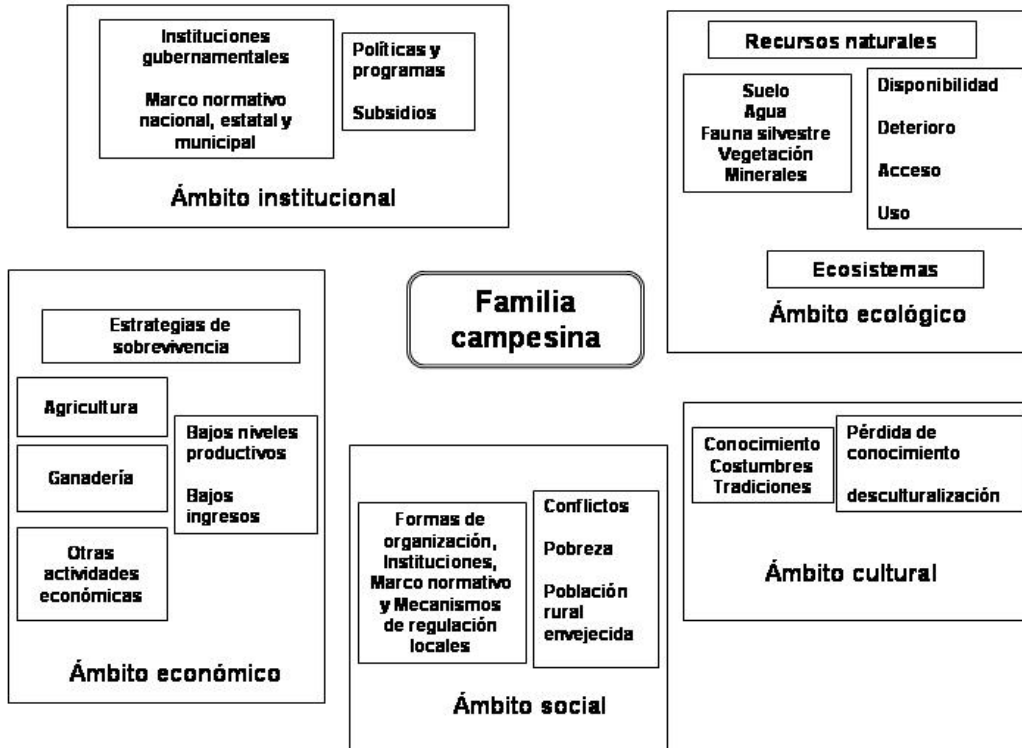 Instituciones
gubernamentales
Marco normativo
nacional, estatal y
municipal
Políticas y
programas
Subsidios
Ámbito institucional
Recursos naturales
Suelo
Agua
Fauna silvestre
Vegetación
Minerales
Disponibilidad
Deterioro
Acceso
Uso
Ecosistemas
Ámbito ecológico
Familia
campesina
Estrategias de
sobrevivencia
Agricultura
Ganadería
Otras
actividades
económicas
Bajos niveles
productivos
Bajos
ingresos
Ámbito económico
Formas de
organización,
Instituciones,
Marco normativo
y Mecanismos
de regulación
locales
Conflictos
Pobreza
Población
rural
envejecida
Ámbito social
Conocimiento
Costumbres
Tradiciones
Pérdida de
conocimiento
desculturalización
Ámbito cultural